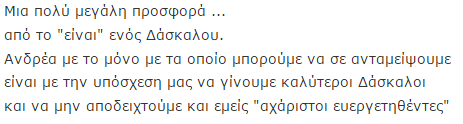 Μια πολύ μεγάλη προσφορά ...
από το "είναι" ενός Δάσκαλου.
Ανδρέα με το μόνο με τα οποίο μπορούμε να σε ανταμείψουμε
είναι με την υπόσχεση μας να γίνουμε καλύτεροι Δάσκαλοι
και να μην αποδειχτούμε και εμείς "αχάριστοι ευεργετηθέντες"